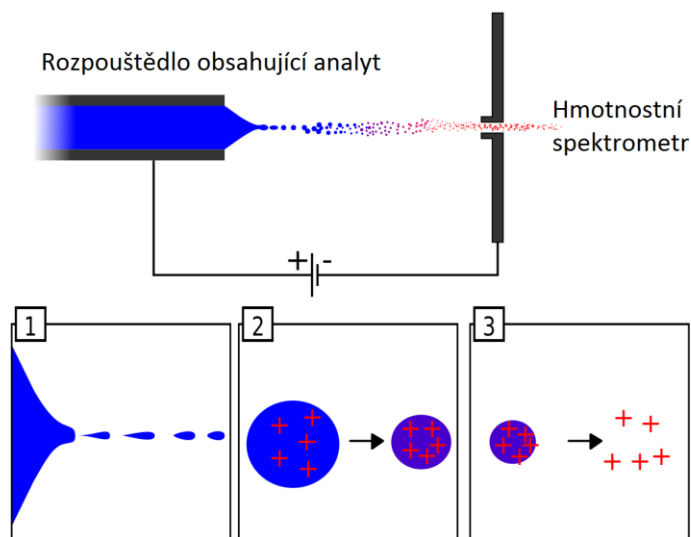 Rozpouštědlo obsahující analyt
Hmotnostní
spektrometr
+ -
1
2
3
+ + + + +
+ + + + +
+ + + + +
+ + + + +